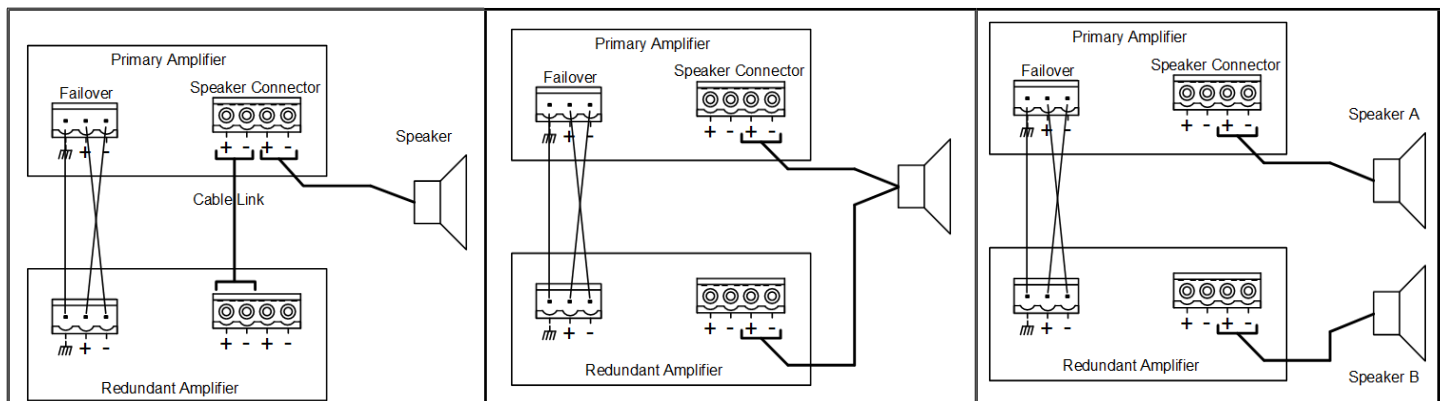 Primary Amplifier
Failover
Speaker Connector
+ -
+ - + -
Speaker
Cable Link
+ -
+ - + -
Redundant Amplifier
Primary Amplifier
Failover
Speaker Connector
+ -
+ - + -
+ -
+ - + -
Redundant Amplifier
Primary Amplifier
Failover
Speaker Connector
+ -
+ - + -
Speaker A
+ -
+ - + -
Redundant Amplifier
Speaker B